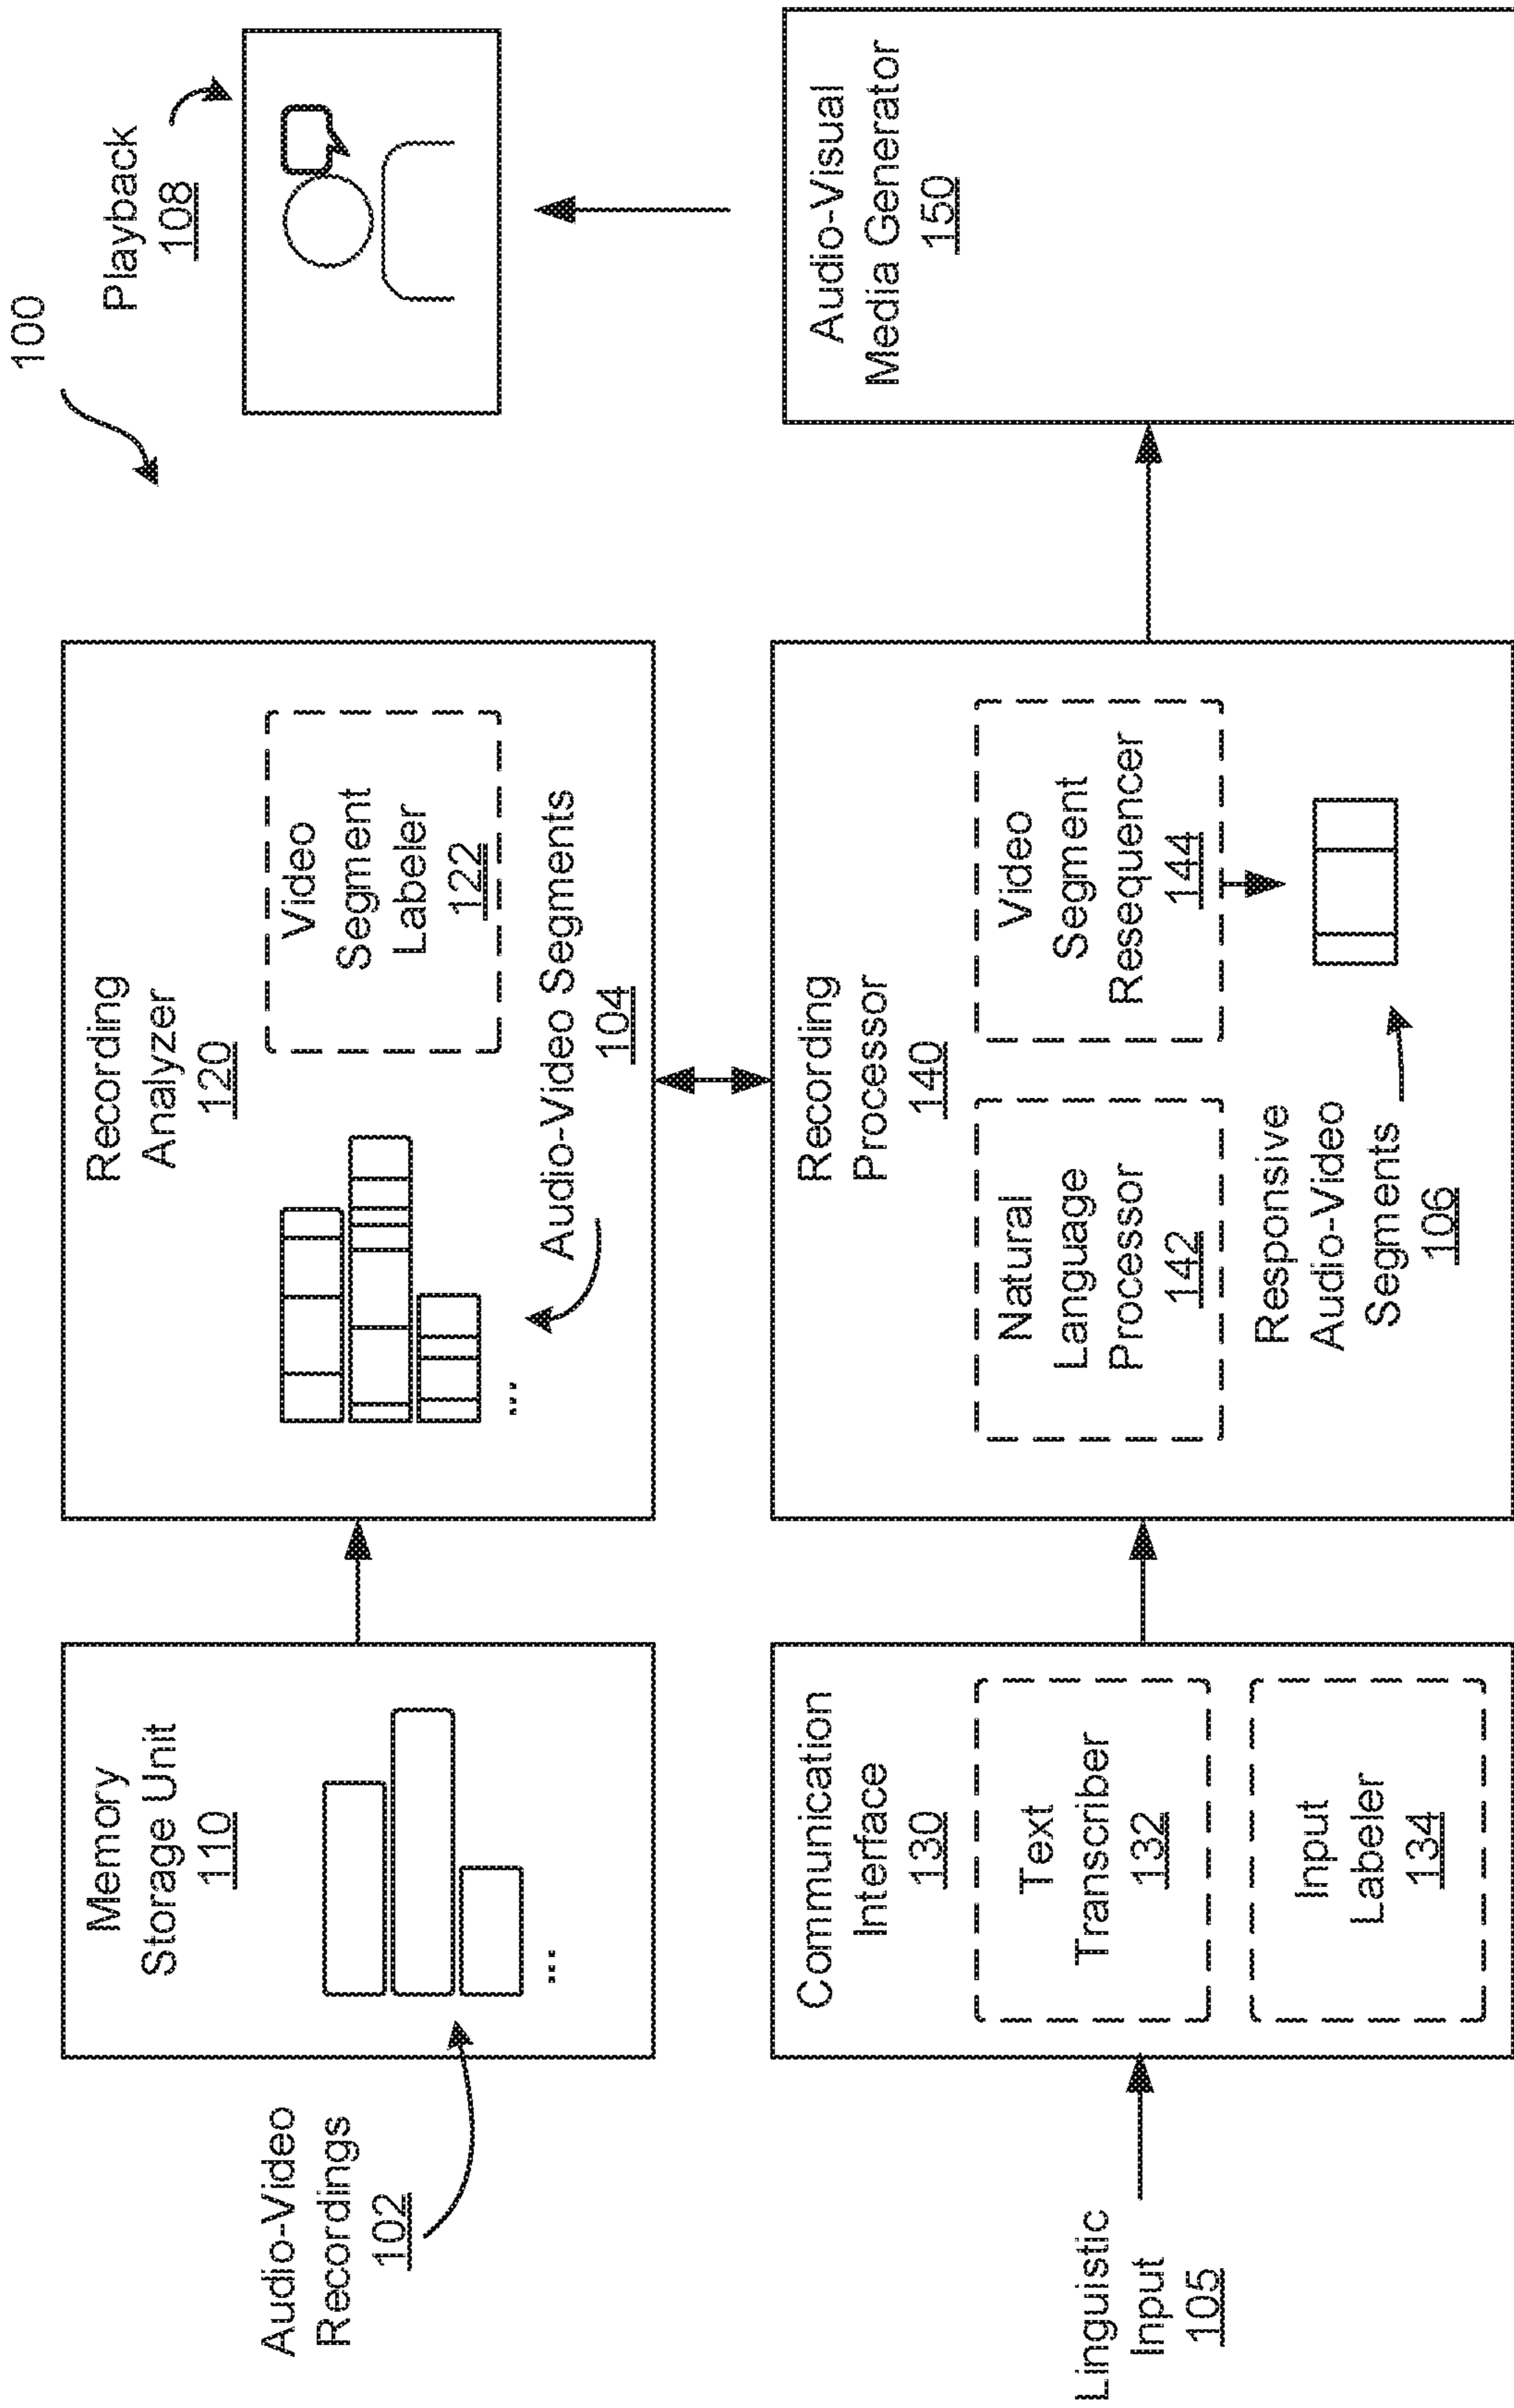 100
Audio-Video
Recordings
102
Memory
Storage Unit
110
...
Recording
Analyzer
120
...
Video
Segment
Labeler
122
Audio-Video Segments
104
Playback
108
Linguistic
Input
105
Communication
Interface
130
Text
Transcriber
132
Input
Labeler
134
Recording
Processor
140
Natural
Language
Processor
142
Video
Segment
Resequencer
144
Responsive
Audio-Video
Segments
106
Audio-Visual
Media Generator
150